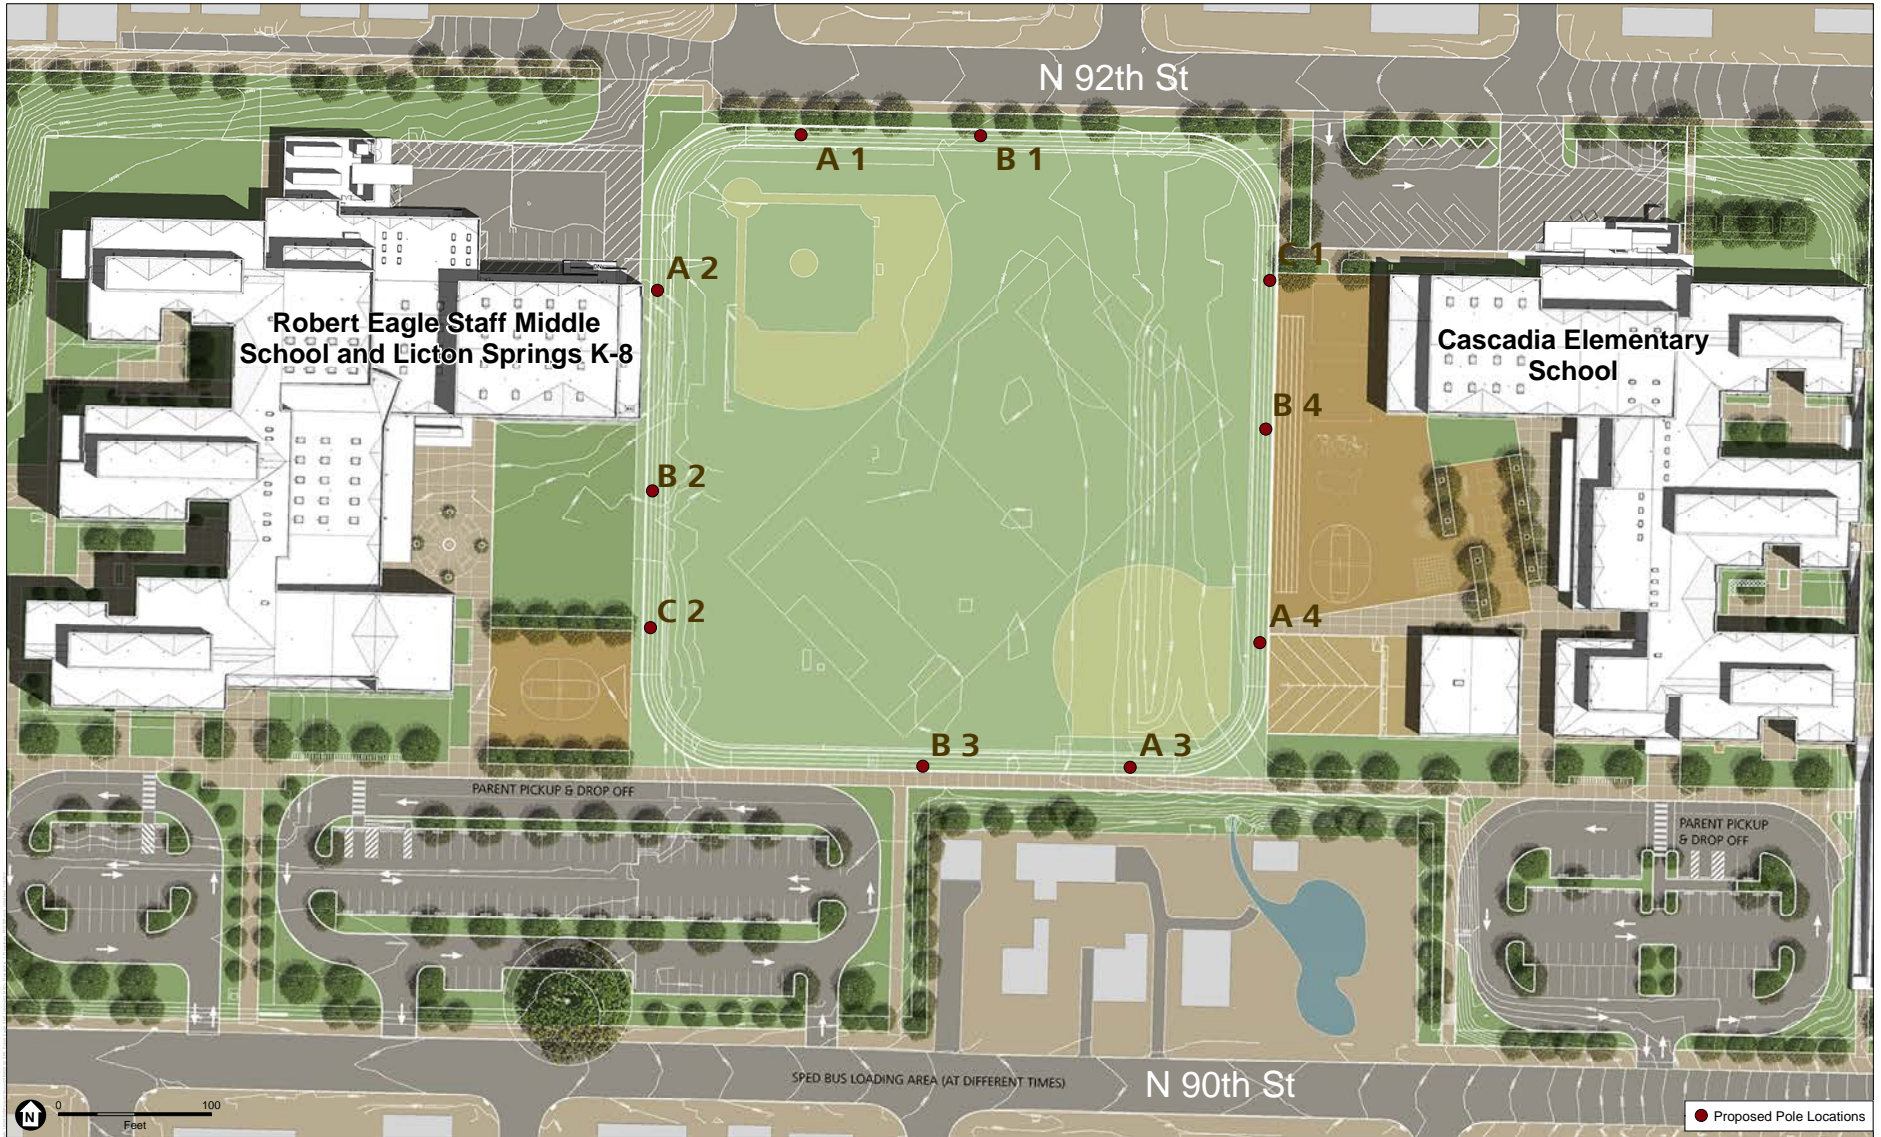 N 92th St
A 1
B 1
A 2
C 1
Robert Eagle Staff Middle
School and Licton Springs K-8
Cascadia Elementary
School
B 4
B 2
C 2
A 4
B 3
A 3
PARENT PICKUP & DROP OFF
PARENT PICKUP
& DROP OFF
SPED BUS LOADING AREA (AT DIFFERENT TIMES)
N 90th St
N
0 100
Feet
Proposed Pole Locations